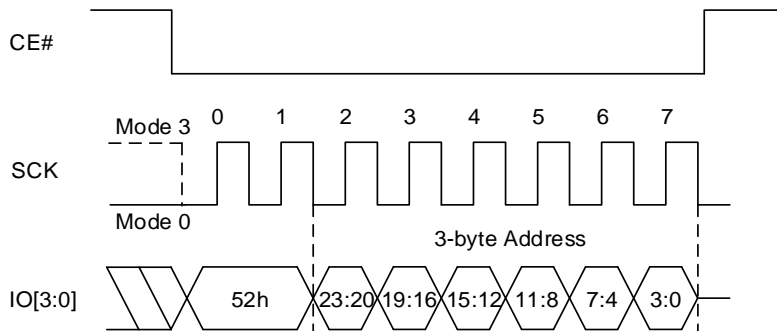 CE#
Mode 3 0 1 2 3 4 5 6 7
SCK
Mode 0
3-byte Address
IO[3:0] 52h 23:20 19:16 15:12 11:8 7:4 3:0